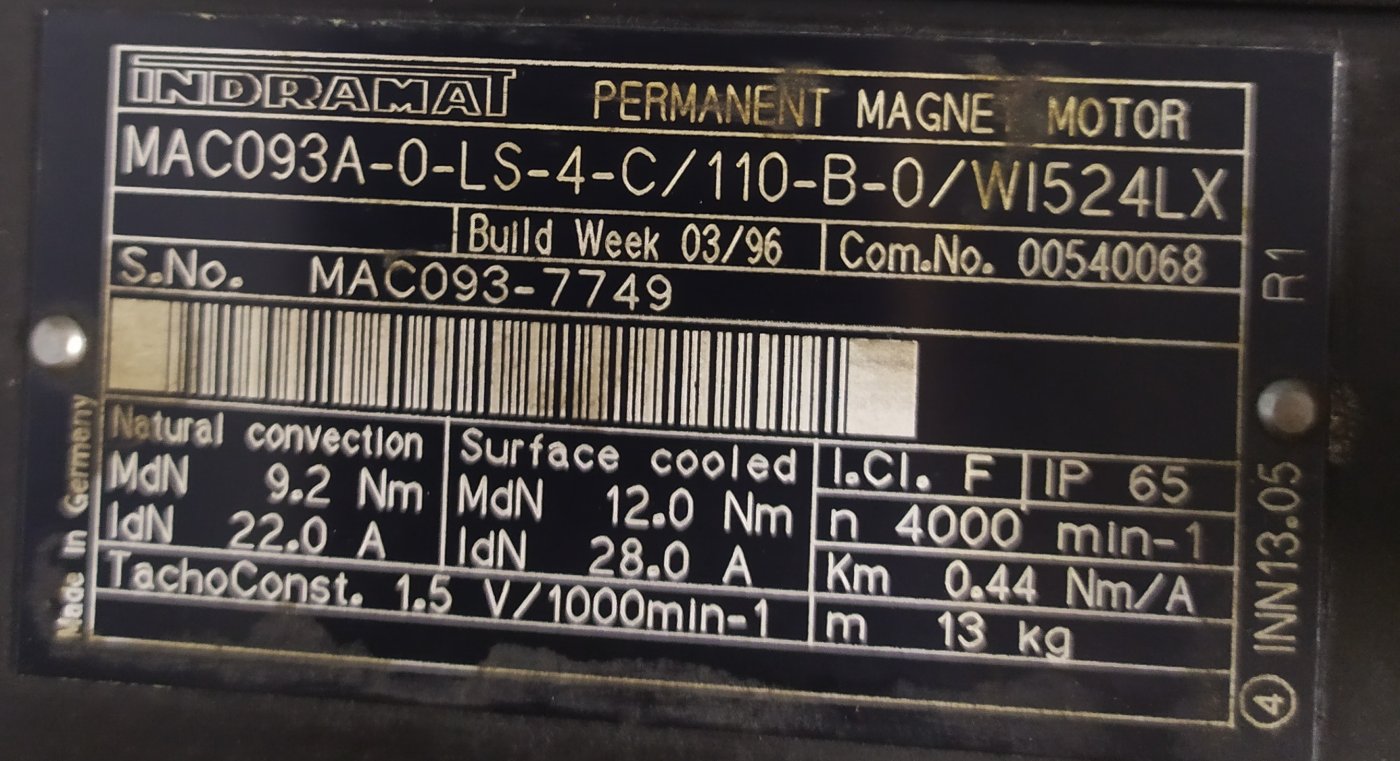 INDRAMAT PERMANENT MAGNE MOTOR
MAC093A-0-LS-4-C/110-B-0/WI524LX
Build Week 03/96 Com.No. 00540068
S.No. MAC093-7749
Natural convection
MdN 9.2 Nm
IdN 22.0 A
Surface cooled
MdN 12.0 Nm
IdN 28.0 A
I.Cl. F IP 65
n 4000 min-1
Km 0.44 Nm/A
m 13 kg
TachoConst. 1.5 V/1000min-1
Made in Germany
R1
INN13.05
4